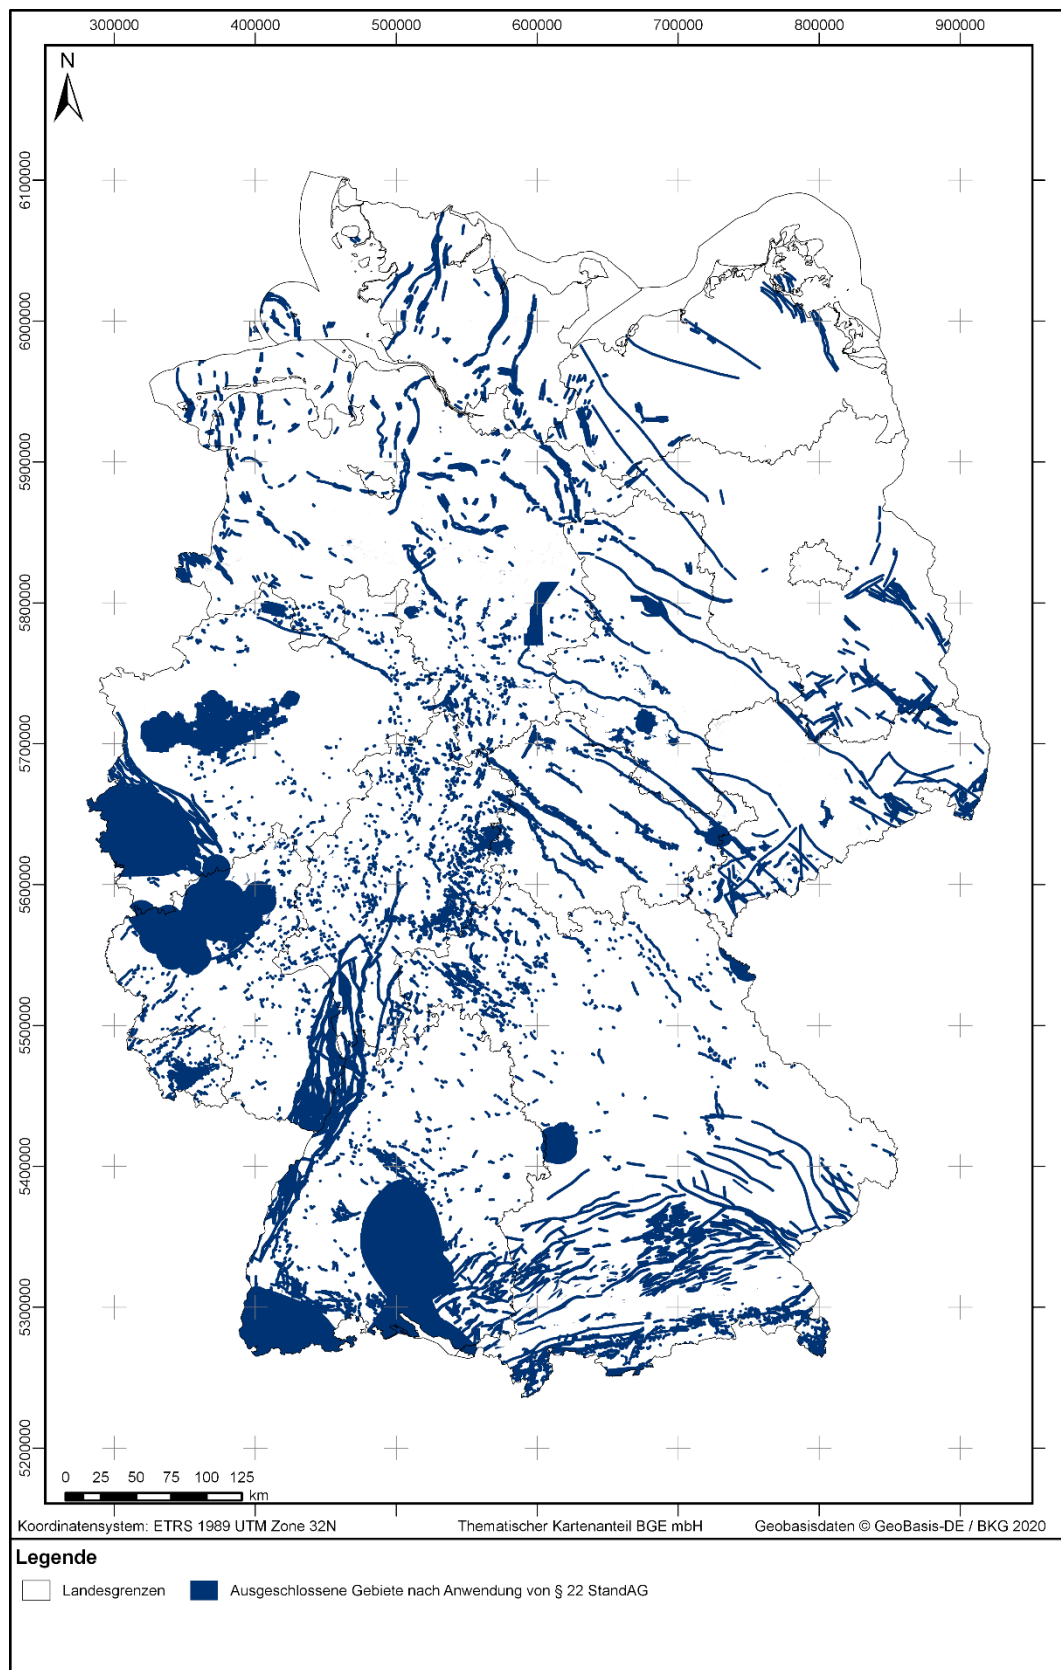 300000 400000 500000 600000 700000 800000 900000
N
6100000
6000000
5900000
5800000
5700000
5600000
5500000
5400000
5300000
5200000
0 25 50 75 100 125
km
Koordinatensystem: ETRS 1989 UTM Zone 32N Thematischer Kartenanteil BGE mbH Geobasisdaten © GeoBasis-DE / BKG 2020
Legende
Landesgrenzen Ausgeschlossene Gebiete nach Anwendung von § 22 StandAG